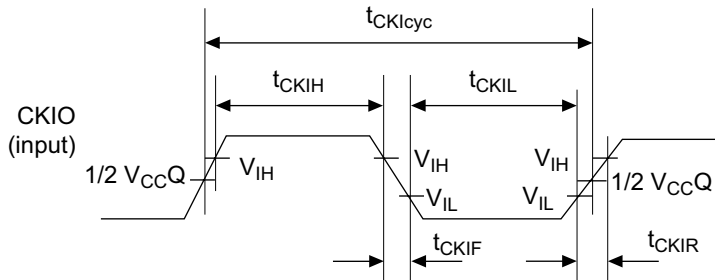 tCKIcyc
tCKIH
tCKIL
CKIO
(input)
1/2 VCCQ
VIH
VIH
VIL
VIH
VIL
1/2 VCCQ
tCKIF
tCKIR